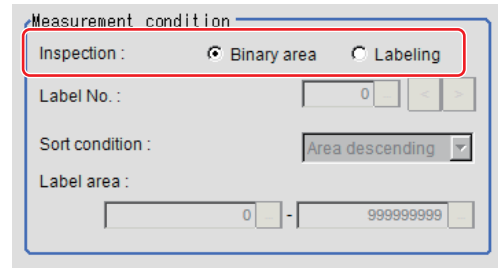 Measurement condition
Inspection : Binary area Labeling
Label No. : 0 ... < >
Sort condition : Area descending
Label area :
0 ... - 999999999 ...